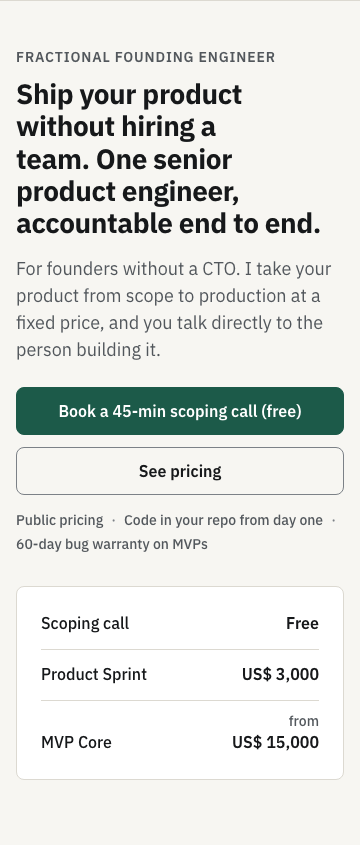 FRACTIONAL FOUNDING ENGINEER
Ship your product
without hiring a
team. One senior
product engineer,
accountable end to end.
For founders without a CTO. I take your
product from scope to production at a
fixed price, and you talk directly to the
person building it.
Book a 45-min scoping call (free)
See pricing
Public pricing · Code in your repo from day one ·
60-day bug warranty on MVPs
Scoping call Free
Product Sprint US$ 3,000
from
MVP Core US$ 15,000